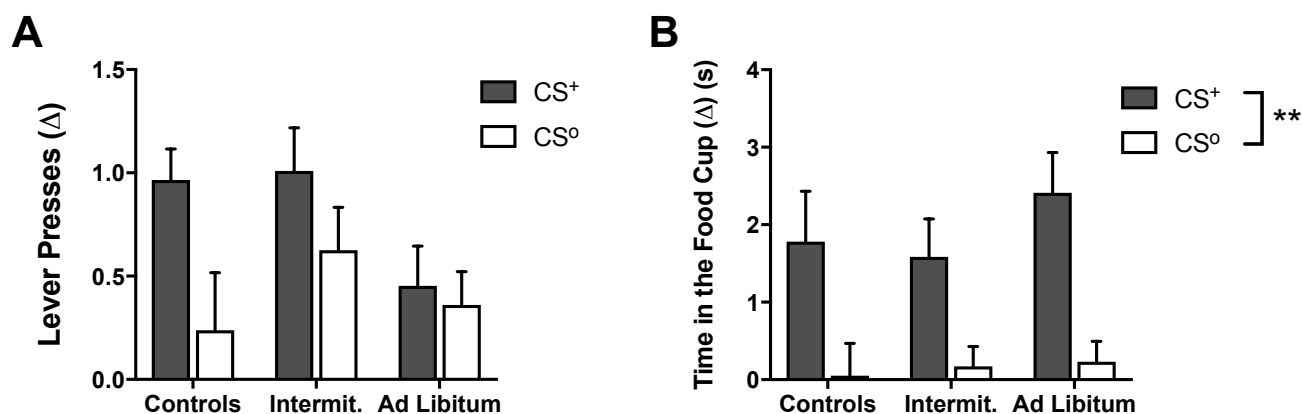 A
Lever Presses (Δ)
1.5
1.0
0.5
0.0
CS⁺
CSº
Controls Intermit. Ad Libitum
B
Time in the Food Cup (Δ) (s)
4
3
2
1
0
CS⁺
CSº
**
Controls Intermit. Ad Libitum